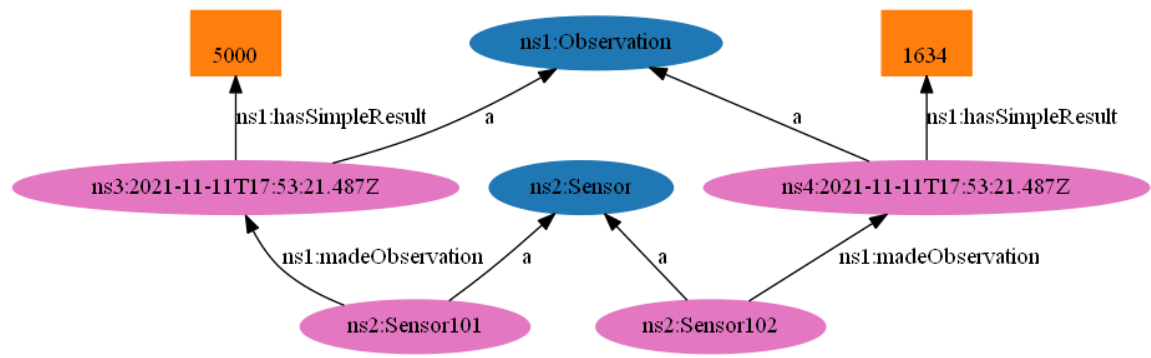 5000
ns1:Observation
1634
ns1:hasSimpleResult
a
a
ns1:hasSimpleResult
ns3:2021-11-11T17:53:21.487Z
ns2:Sensor
ns4:2021-11-11T17:53:21.487Z
ns1:madeObservation
a
a
ns1:madeObservation
ns2:Sensor101
ns2:Sensor102